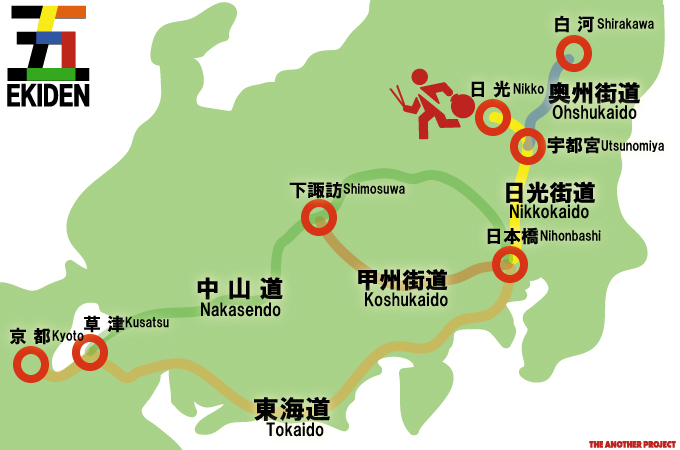 五
EKIDEN
白 河 Shirakawa
日 光 Nikko
奥州街道
Ohshukaido
宇都宮 Utsunomiya
下諏訪 Shimosuwa
日光街道
Nikkokaido
日本橋 Nihonbashi
中 山 道
Nakasendo
甲州街道
Koshukaido
草 津 Kusatsu
京 都 Kyoto
東海道
Tokaido
THE ANOTHER PROJECT